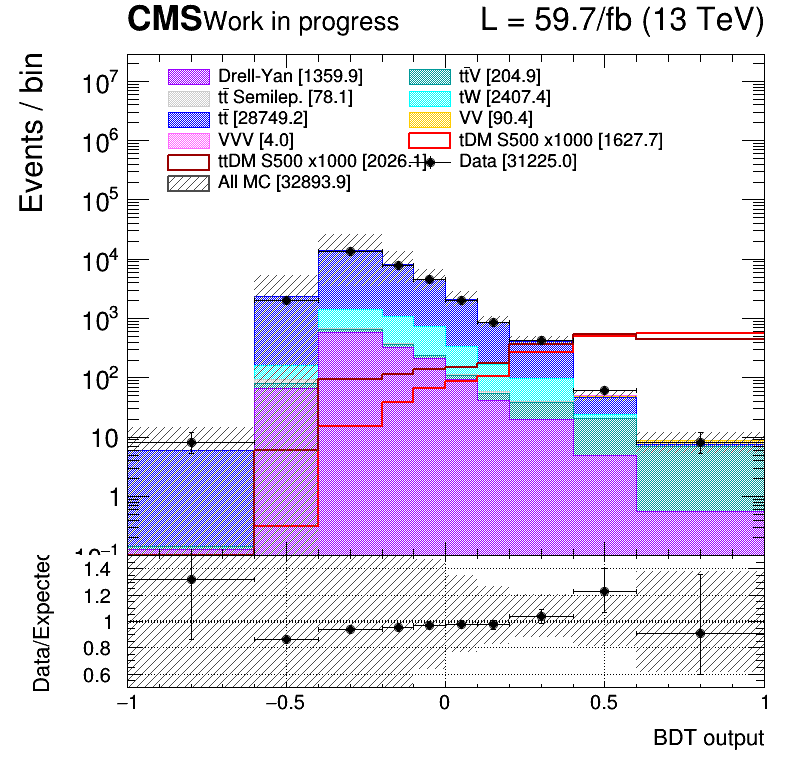 CMS Work in progress L = 59.7/fb (13 TeV)
Events / bin
Drell-Yan [1359.9] tt̄V [204.9]
tt̄ Semilep. [78.1] tW [2407.4]
tt̄ [28749.2] VV [90.4]
VVV [4.0] tDM S500 x1000 [1627.7]
ttDM S500 x1000 [2026.1] Data [31225.0]
All MC [32893.9]
10⁷
10⁶
10⁵
10⁴
10³
10²
10
1
10⁻¹
Data/Expected
1.4
1.2
1
0.8
0.6
−1 −0.5 0 0.5 1
BDT output